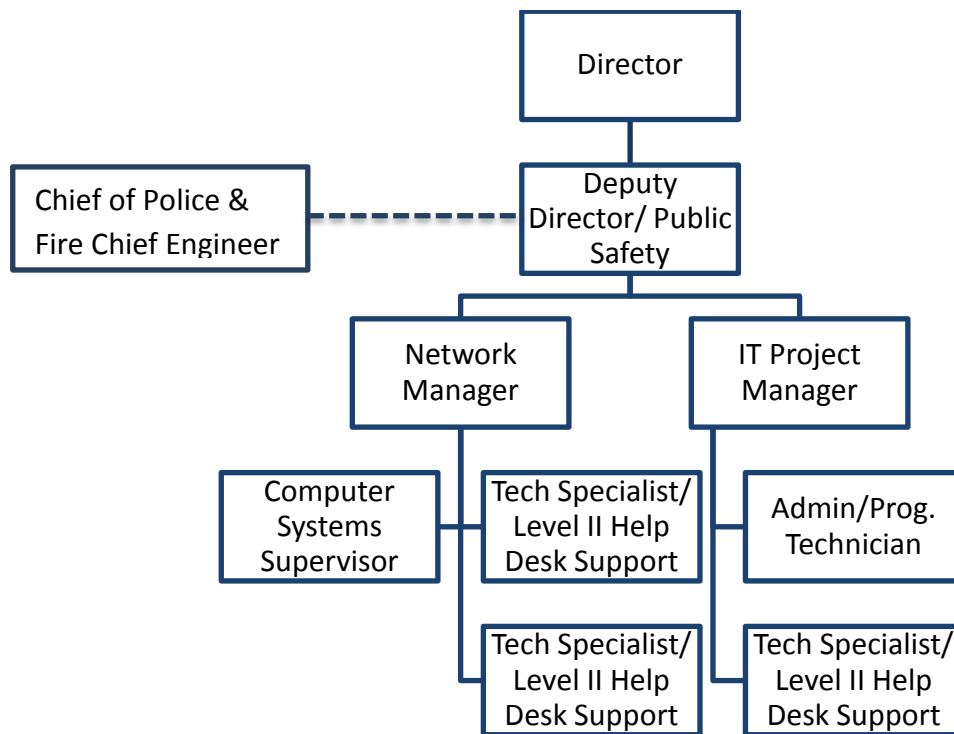 Director
Chief of Police &
Fire Chief Engineer
Deputy
Director/ Public
Safety
Network
Manager
IT Project
Manager
Computer
Systems
Supervisor
Tech Specialist/
Level II Help
Desk Support
Admin/Prog.
Technician
Tech Specialist/
Level II Help
Desk Support
Tech Specialist/
Level II Help
Desk Support